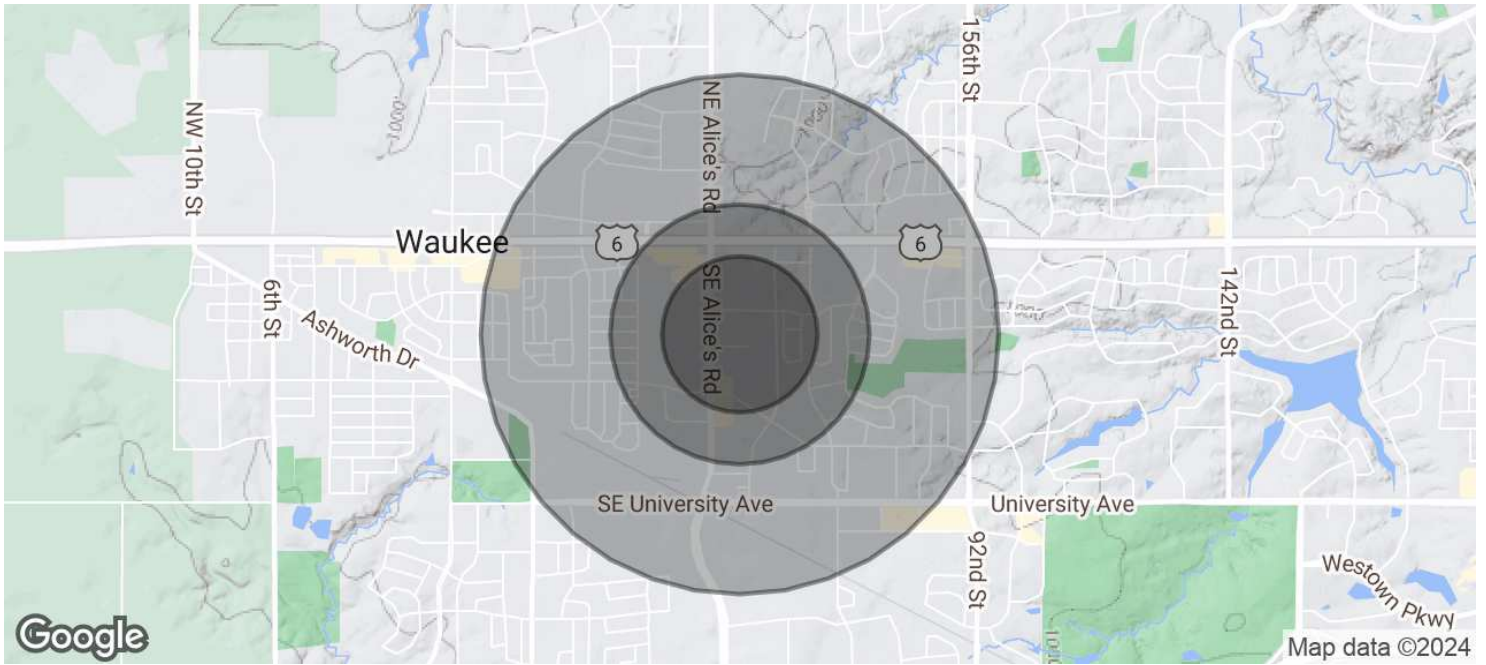 156th St
NE Alice's Rd
NW 10th St
Waukee
6
6
SE Alice's Rd
6th St
142nd St
Ashworth Dr
SE University Ave
University Ave
92nd St
Westown Pkwy
Google
Map data ©2024